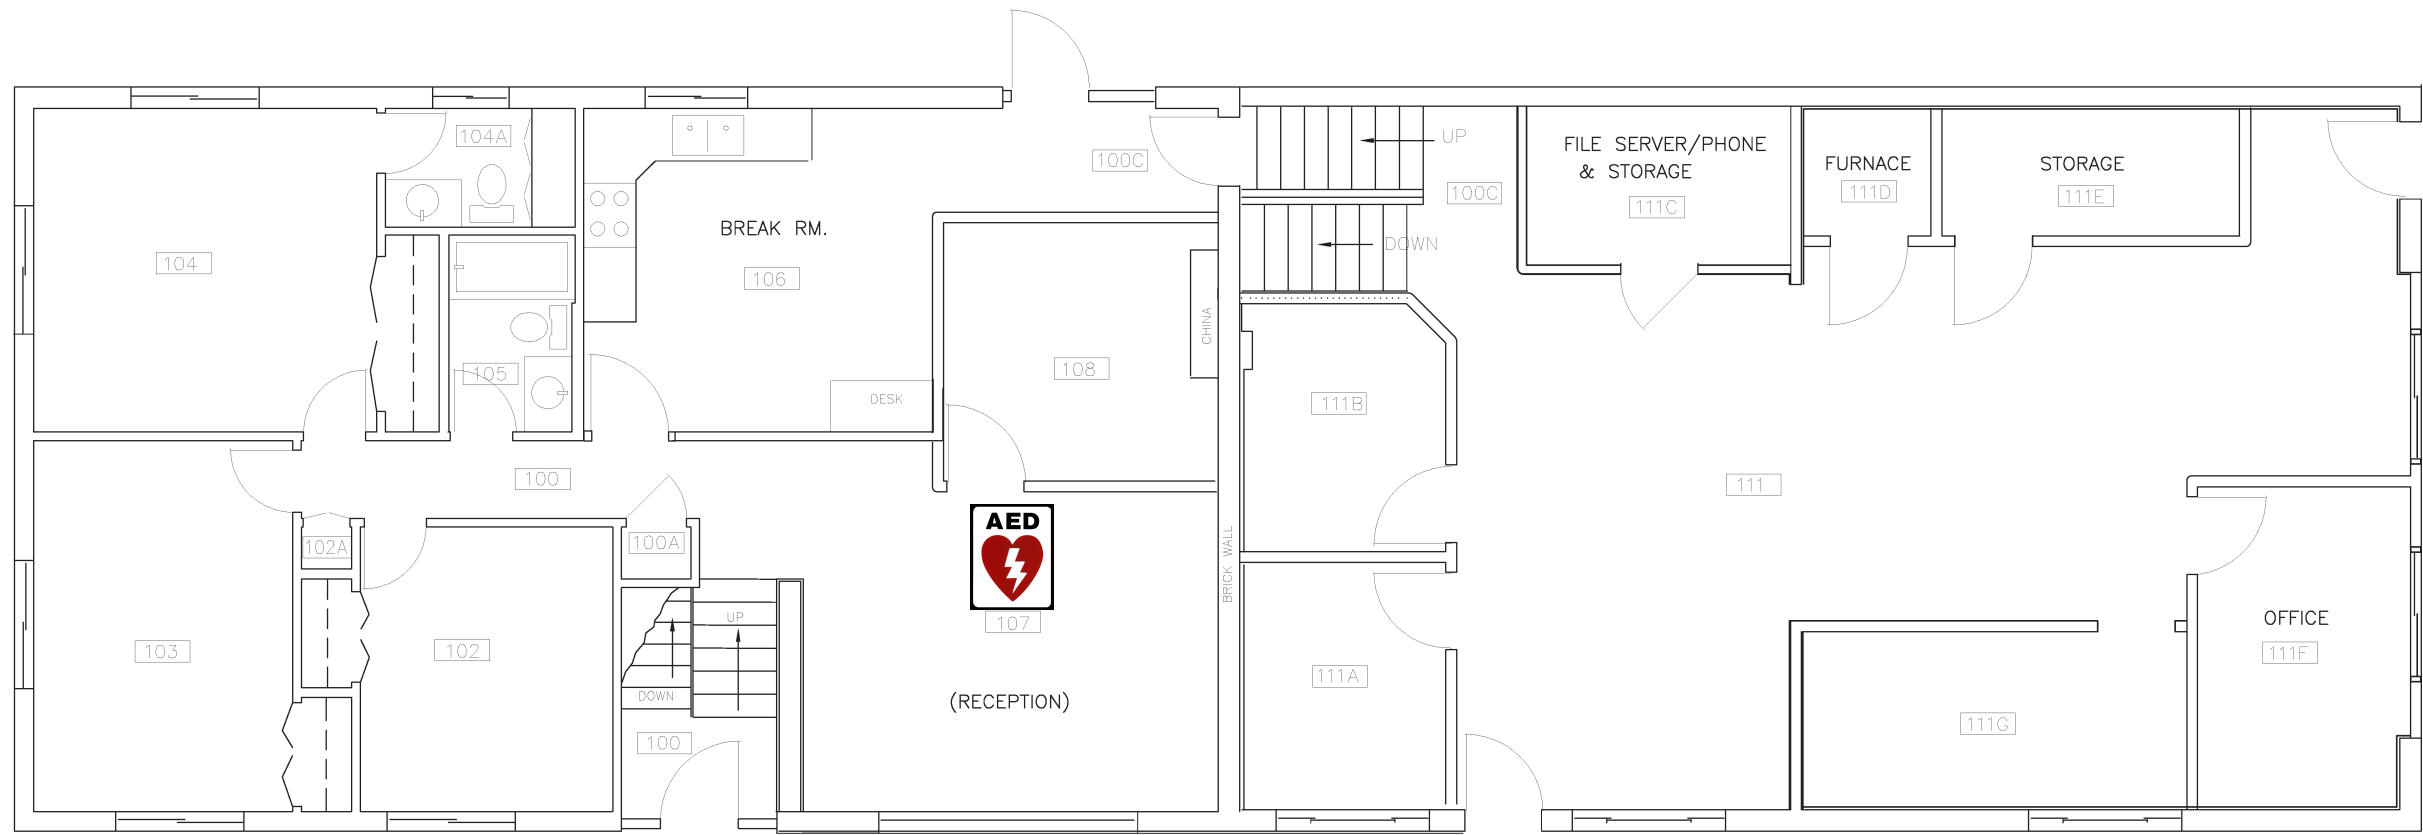 104A
UP
100C
100C
FILE SERVER/PHONE
& STORAGE
111C
FURNACE
111D
STORAGE
111E
BREAK RM.
DOWN
104
106
CHINA
108
105
DESK
111B
100
111
AED
BRICK WALL
102A
100A
UP
107
OFFICE
103
102
111F
111A
DOWN
(RECEPTION)
111G
100